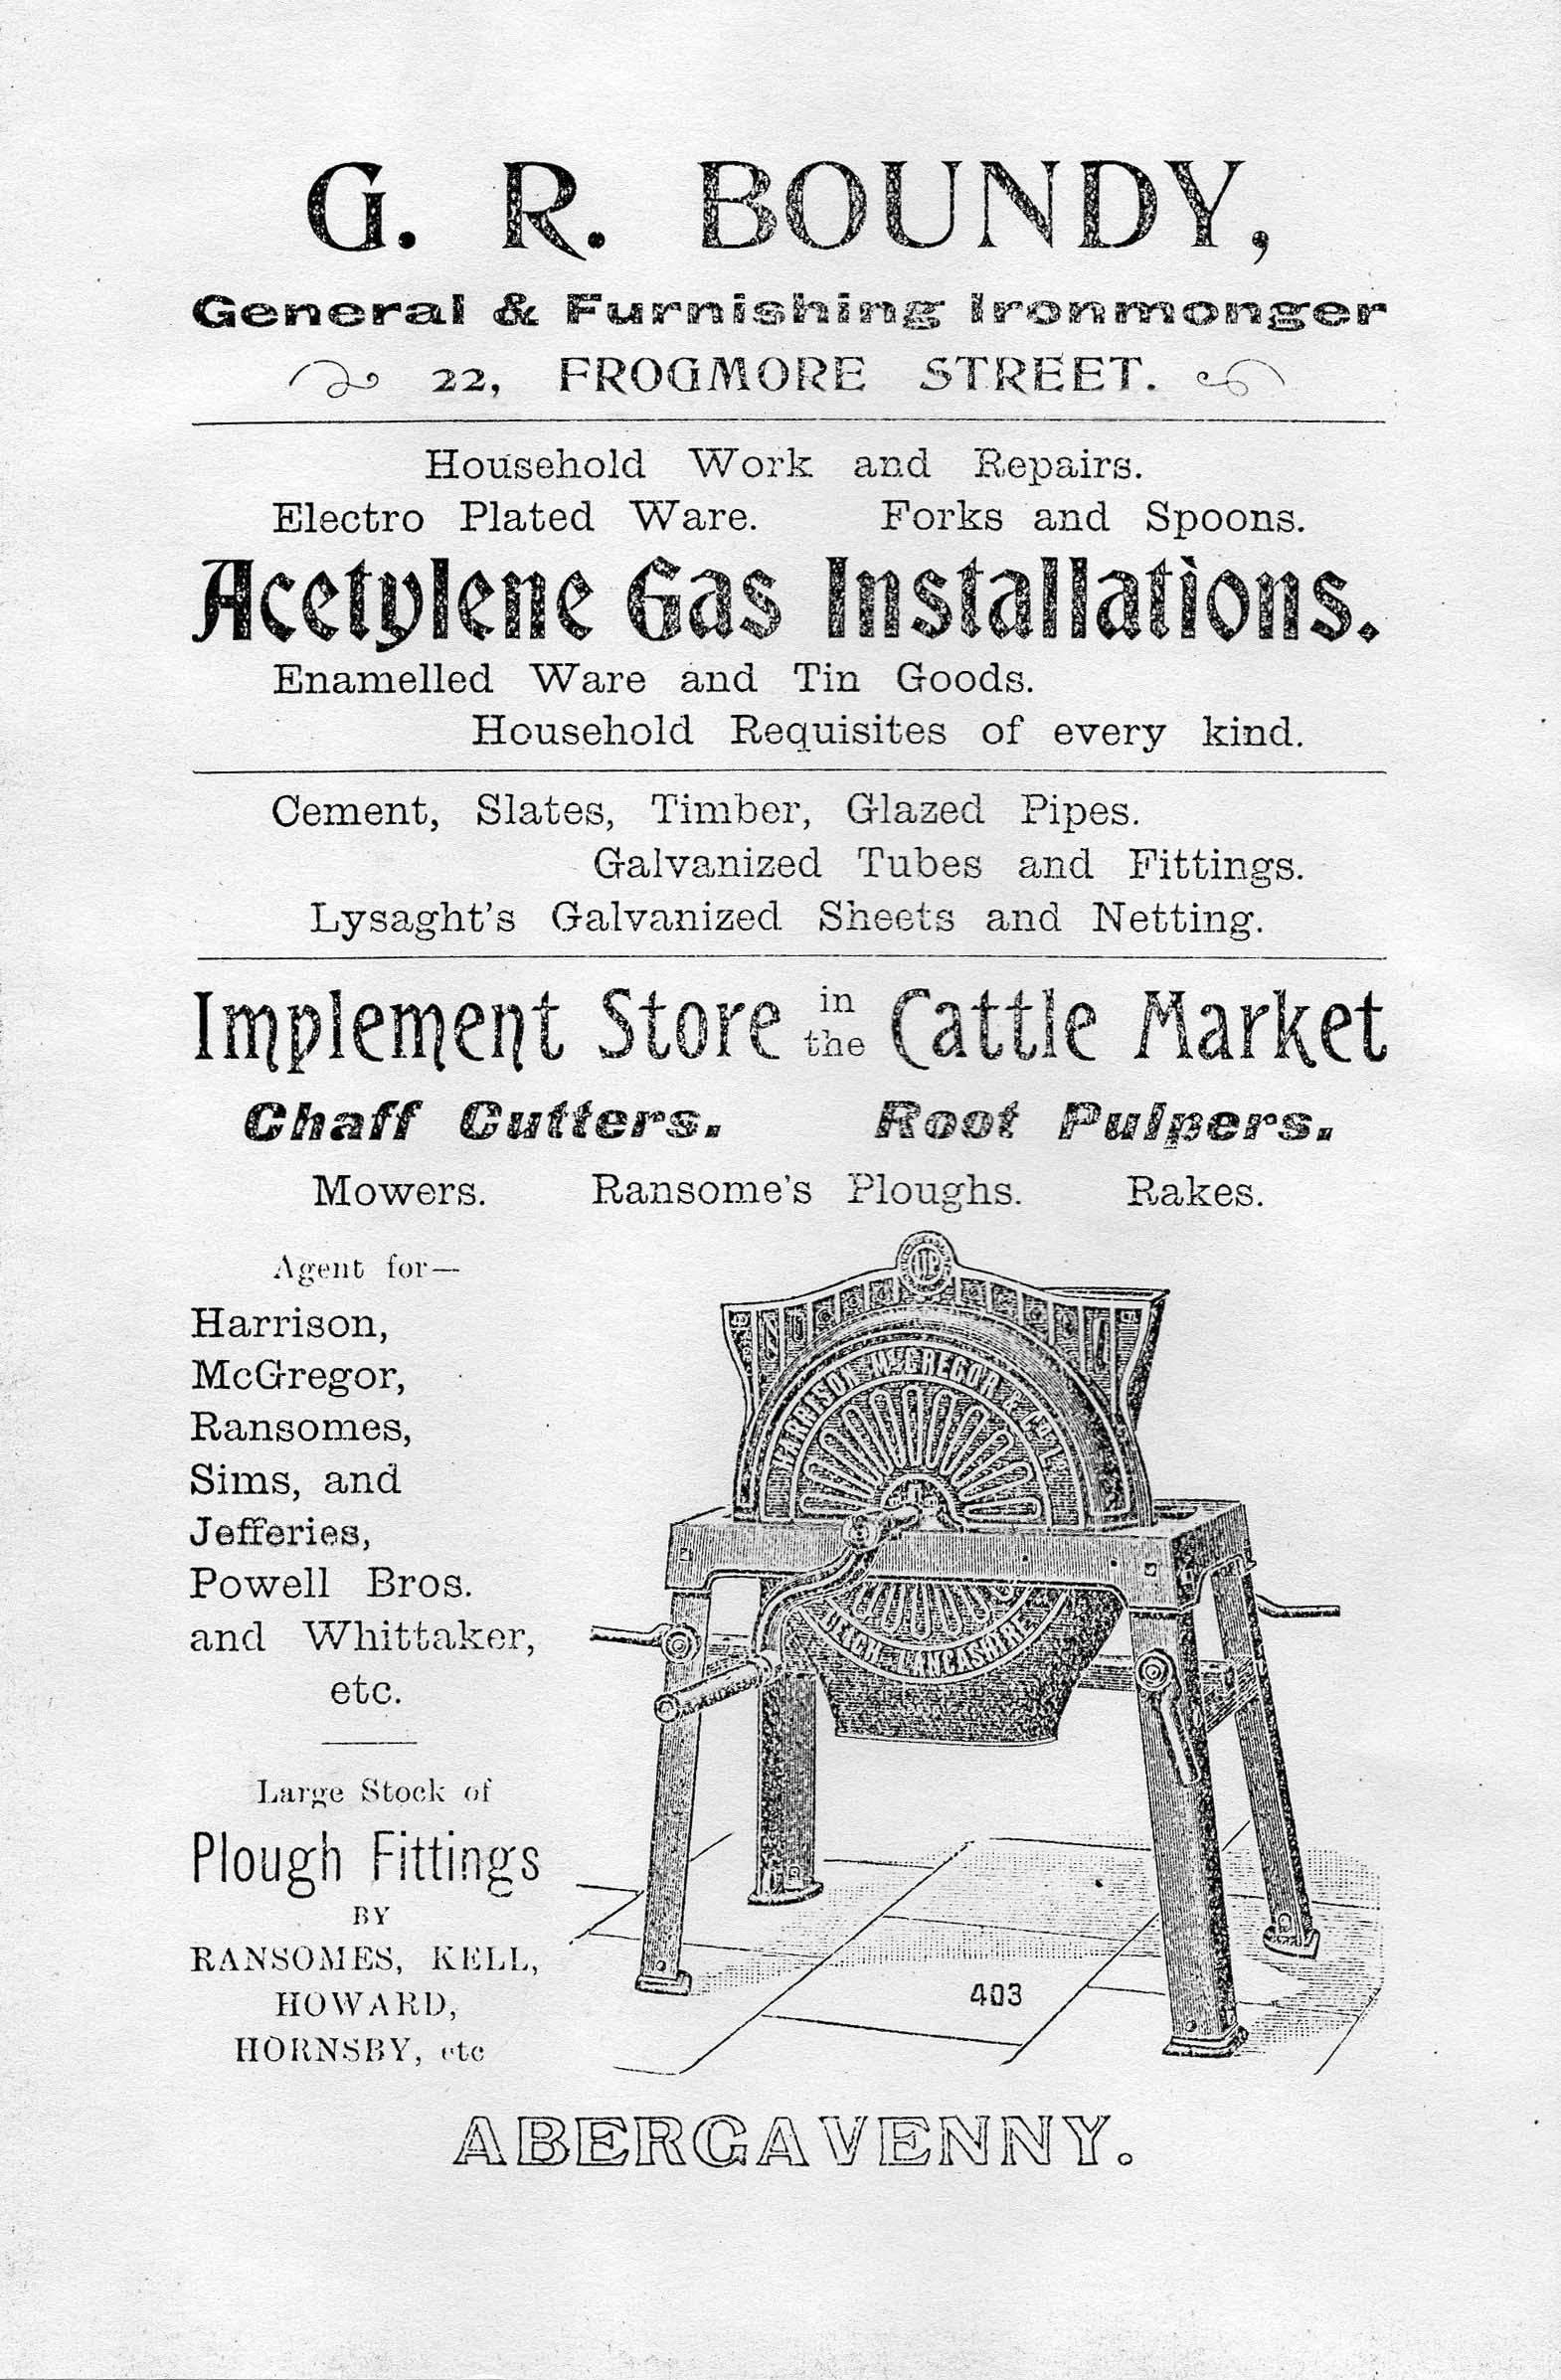 G. R. BOUNDY,
General & Furnishing Ironmonger
22, FROGMORE STREET.
Household Work and Repairs.
Electro Plated Ware. Forks and Spoons.
Acetylene Gas Installations.
Enamelled Ware and Tin Goods.
Household Requisites of every kind.
Cement, Slates, Timber, Glazed Pipes.
Galvanized Tubes and Fittings.
Lysaght's Galvanized Sheets and Netting.
Implement Store in the Cattle Market
Chaff Cutters. Root Pulpers.
Mowers. Ransome's Ploughs. Rakes.
Agent for—
Harrison,
McGregor,
Ransomes,
Sims, and
Jefferies,
Powell Bros.
and Whittaker,
etc.
Large Stock of
Plough Fittings
BY
RANSOMES, KELL,
HOWARD,
HORNSBY, etc
HARRISON McGREGOR & Co L
LEIGH LANCASHIRE
403
ABERGAVENNY.